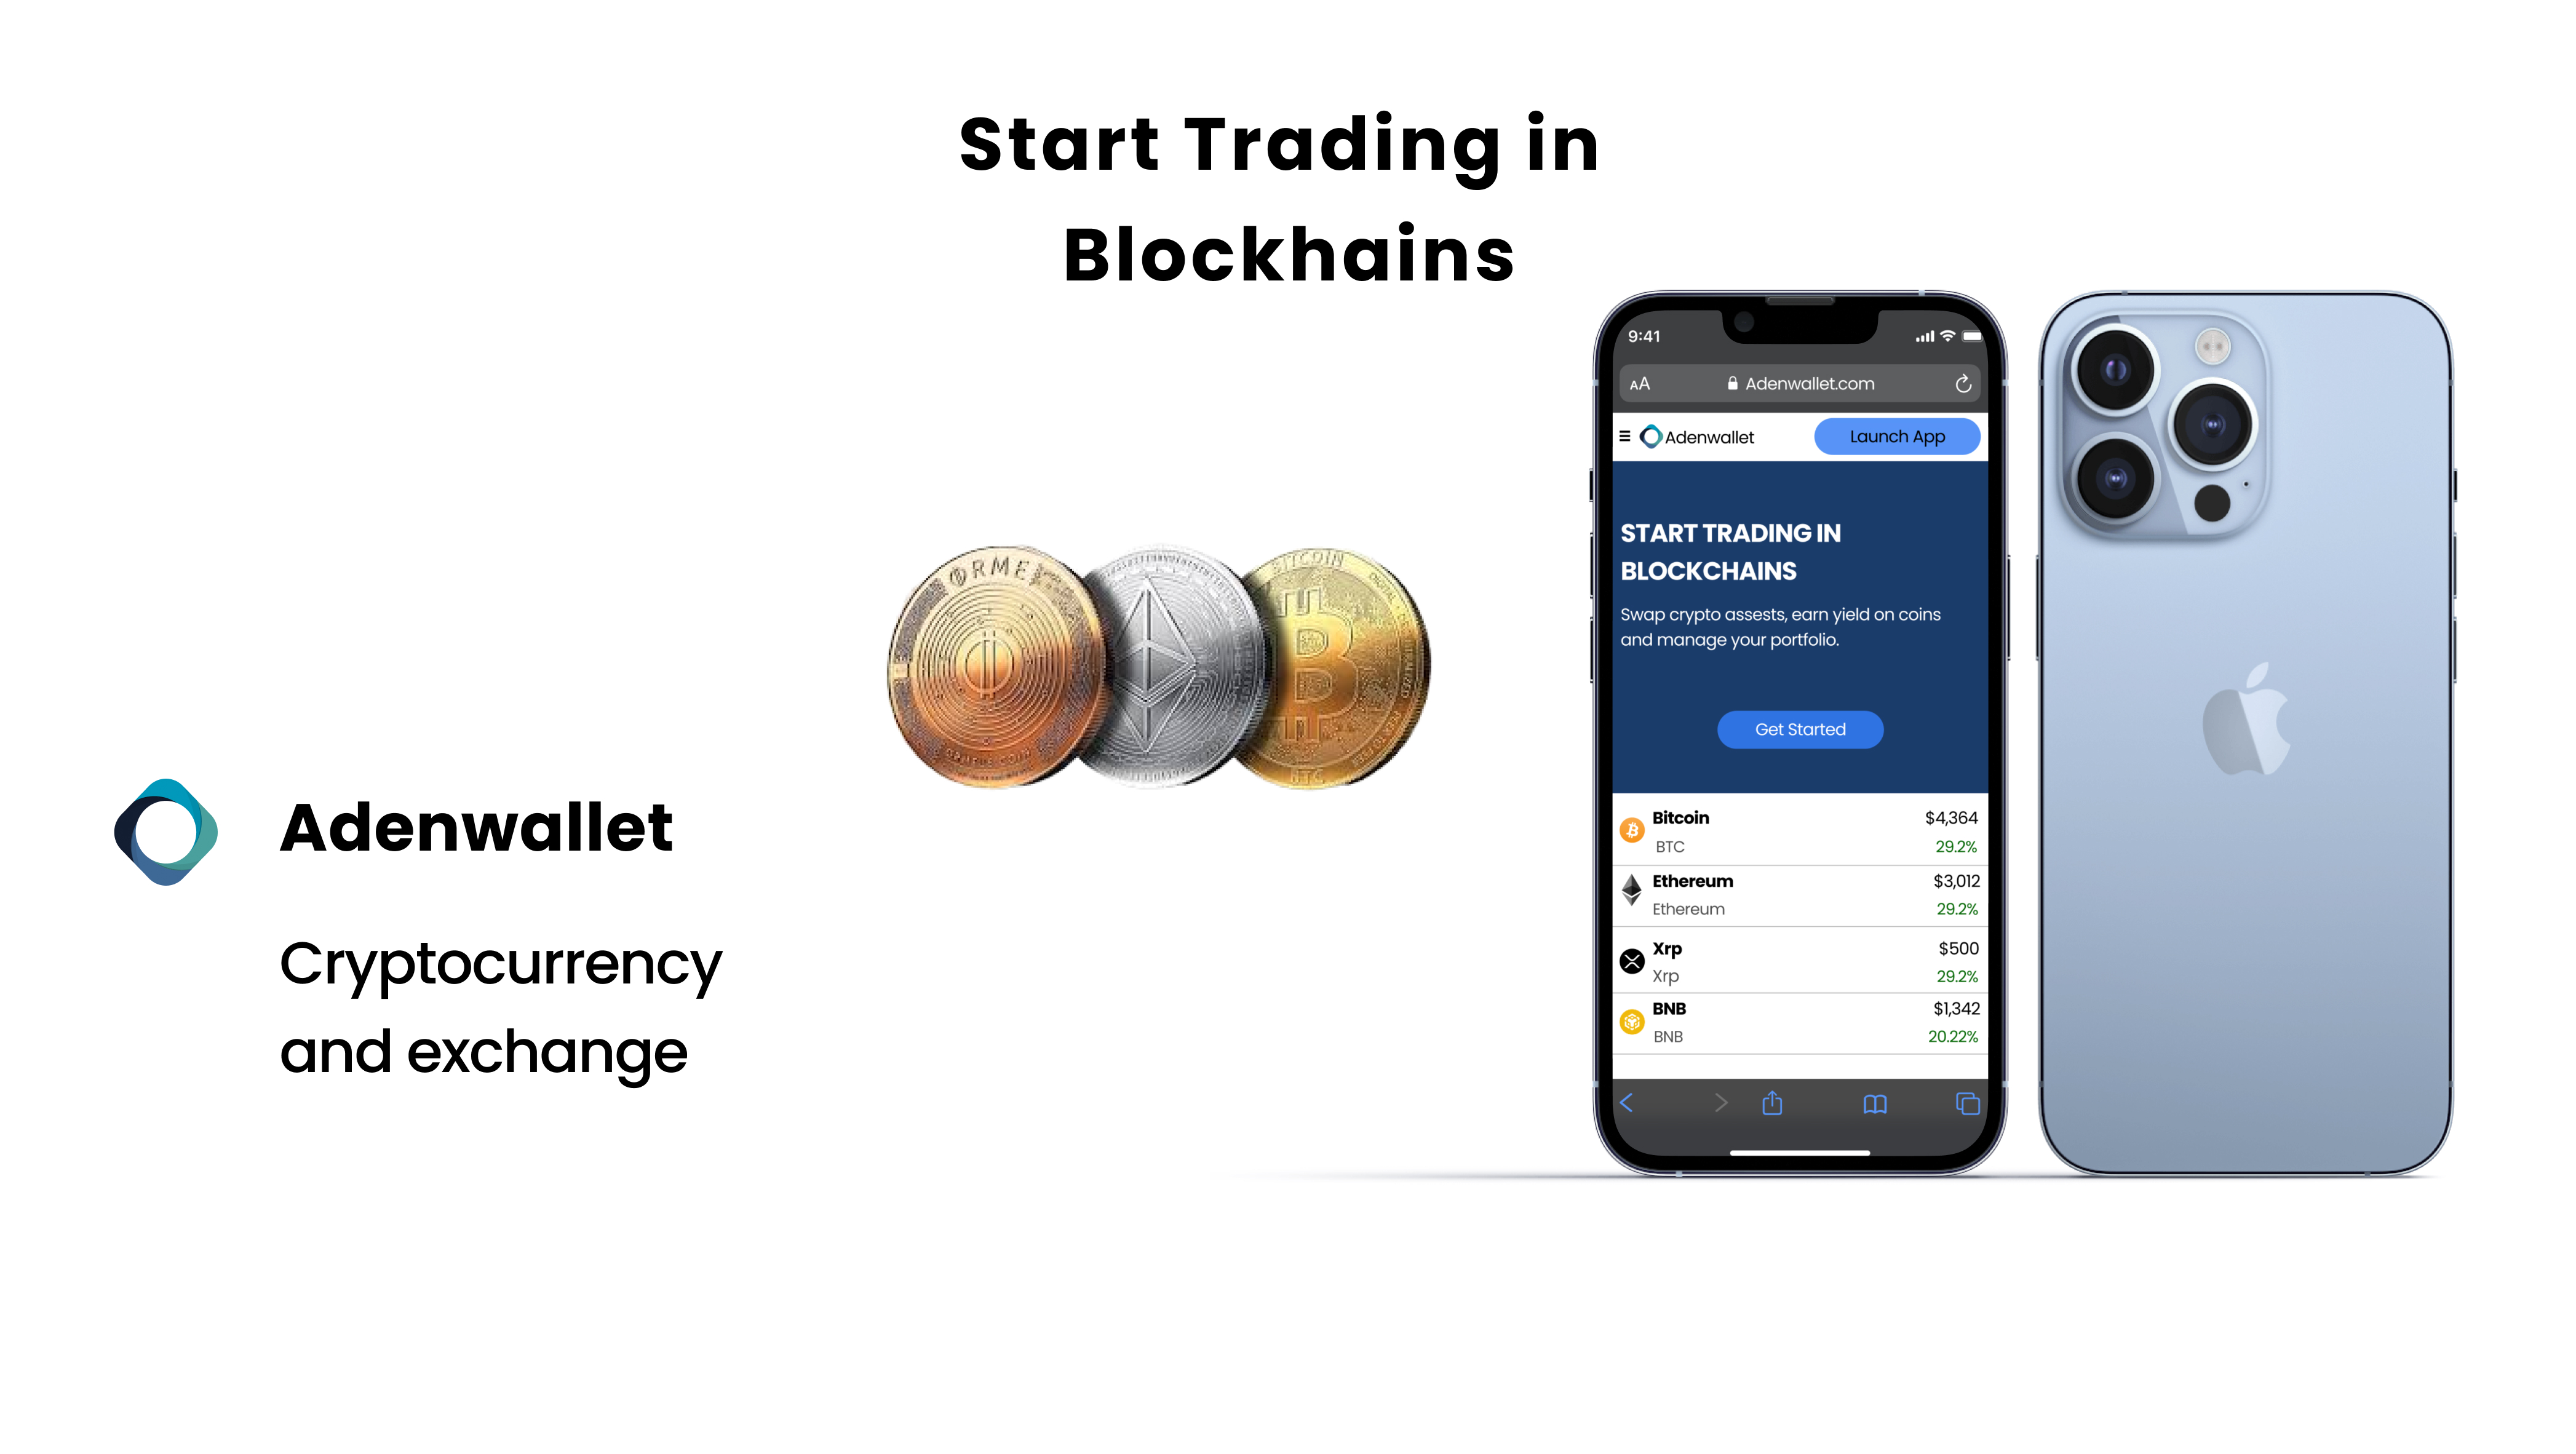 Start Trading in
Blockhains
9:41
AA
Adenwallet.com
Adenwallet
Launch App
START TRADING IN
BLOCKCHAINS
Swap crypto assests, earn yield on coins
and manage your portfolio.
Get Started
Bitcoin $4,364
BTC 29.2%
Ethereum $3,012
Ethereum 29.2%
Xrp $500
Xrp 29.2%
BNB $1,342
BNB 20.22%
ORME
BITCOIN
BTC
Adenwallet
Cryptocurrency
and exchange